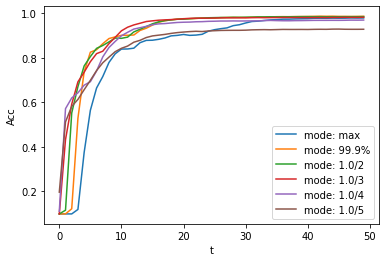 1.0
0.8
0.6
0.4
0.2
Acc
0
10
20
30
40
50
t
mode: max
mode: 99.9%
mode: 1.0/2
mode: 1.0/3
mode: 1.0/4
mode: 1.0/5